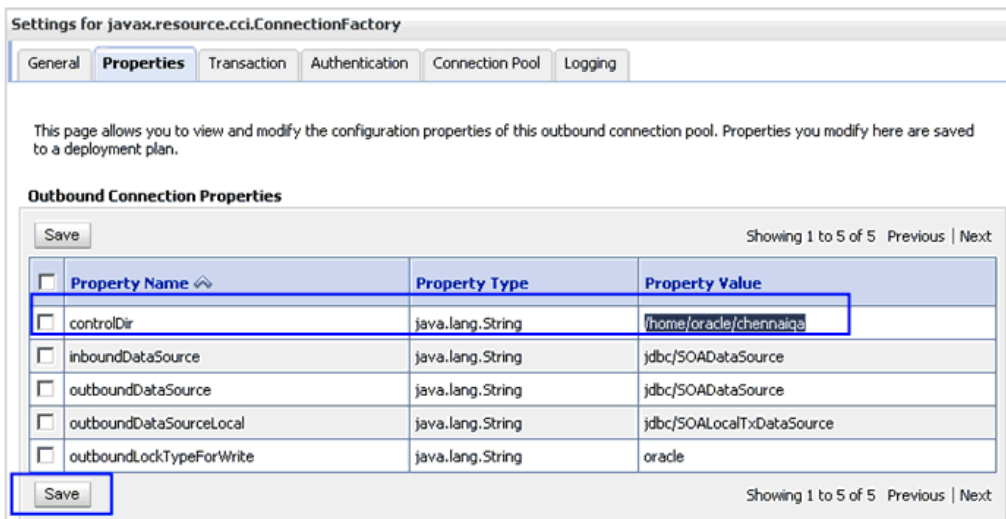 Settings for javax.resource.cci.ConnectionFactory
General Properties Transaction Authentication Connection Pool Logging
This page allows you to view and modify the configuration properties of this outbound connection pool. Properties you modify here are saved
to a deployment plan.
Outbound Connection Properties
Save Showing 1 to 5 of 5 Previous | Next
Property Name Property Type Property Value
controlDir java.lang.String /home/oracle/chennaiqa
inboundDataSource java.lang.String jdbc/SOADataSource
outboundDataSource java.lang.String jdbc/SOADataSource
outboundDataSourceLocal java.lang.String jdbc/SOALocalTxDataSource
outboundLockTypeForWrite java.lang.String oracle
Save Showing 1 to 5 of 5 Previous | Next